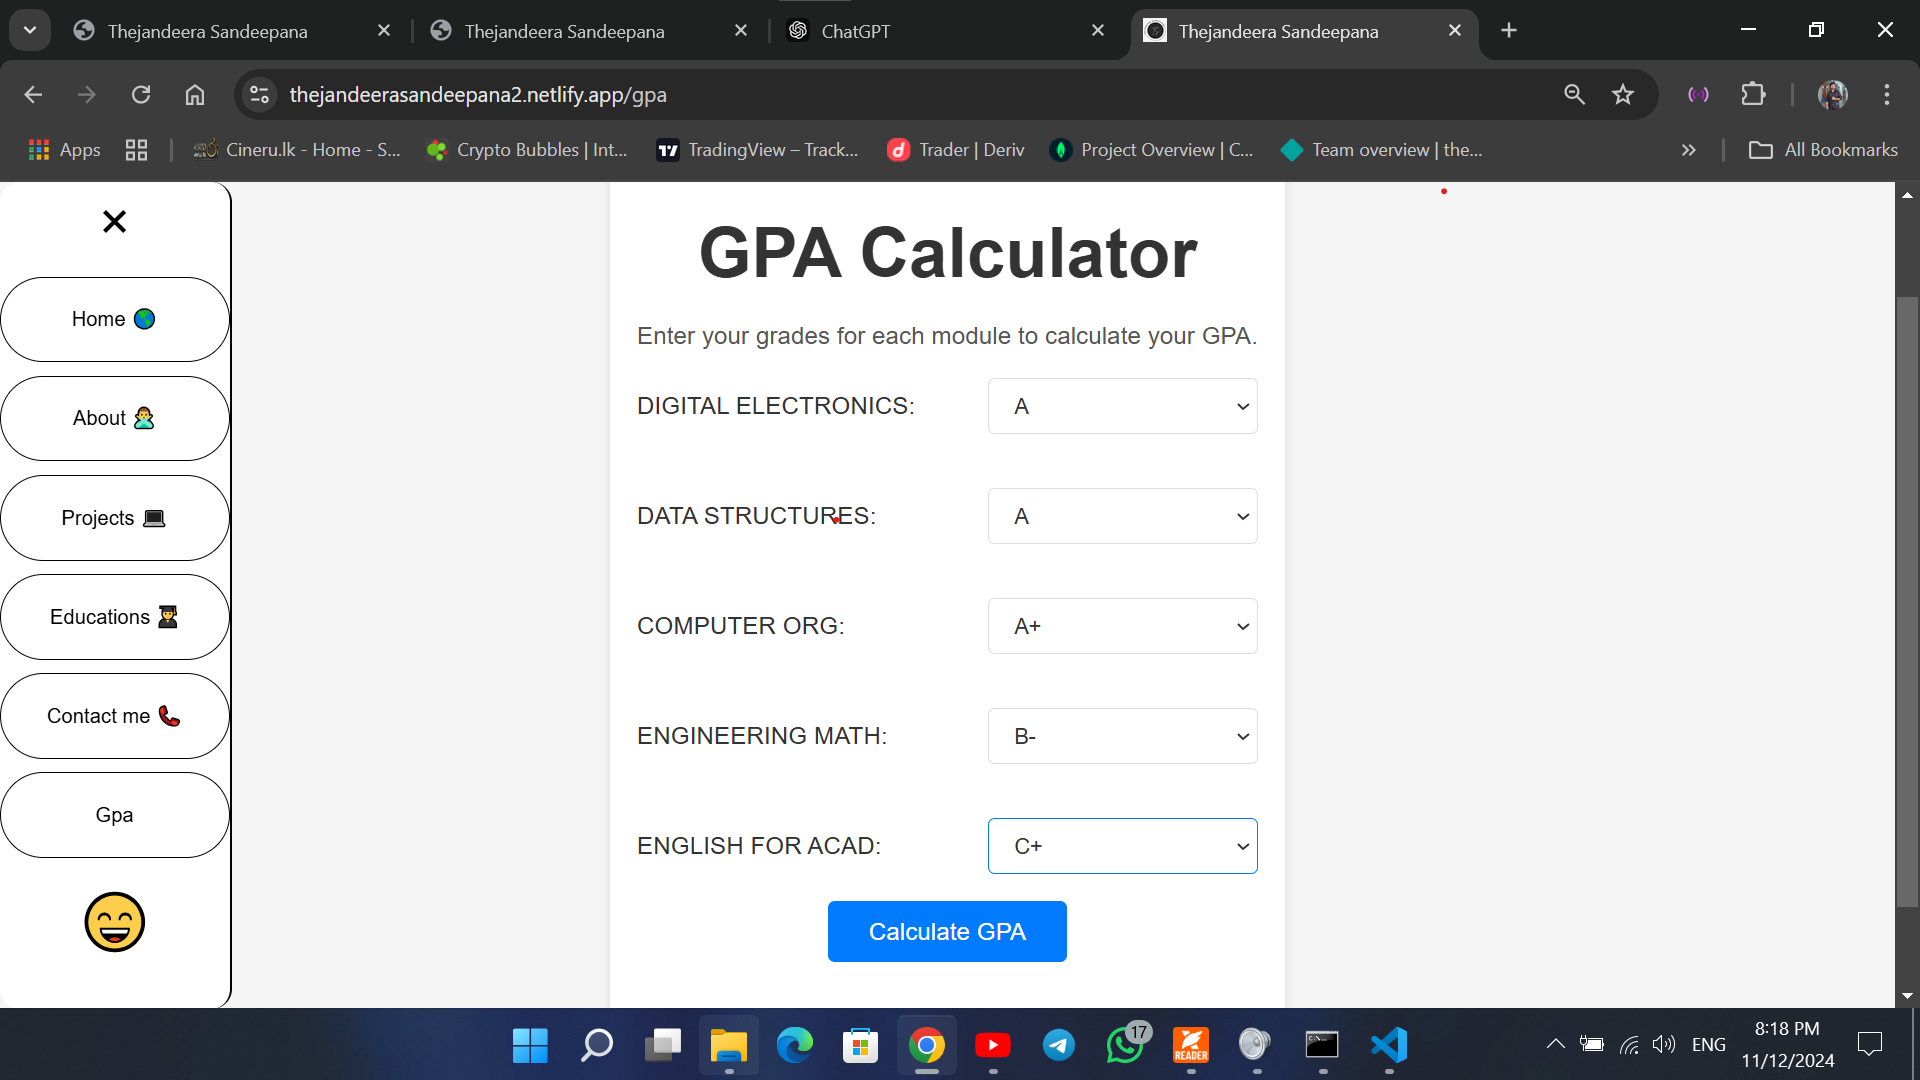 Thejandeera Sandeepana
Thejandeera Sandeepana
ChatGPT
Thejandeera Sandeepana
thejandeerasandeepana2.netlify.app/gpa
Apps
Cineru.lk - Home - S...
Crypto Bubbles | Int...
TradingView – Track...
Trader | Deriv
Project Overview | C...
Team overview | the...
All Bookmarks
Home
About
Projects
Educations
Contact me
Gpa
GPA Calculator
Enter your grades for each module to calculate your GPA.
DIGITAL ELECTRONICS: A
DATA STRUCTURES: A
COMPUTER ORG: A+
ENGINEERING MATH: B-
ENGLISH FOR ACAD: C+
Calculate GPA
17
READER
ENG
8:18 PM
11/12/2024